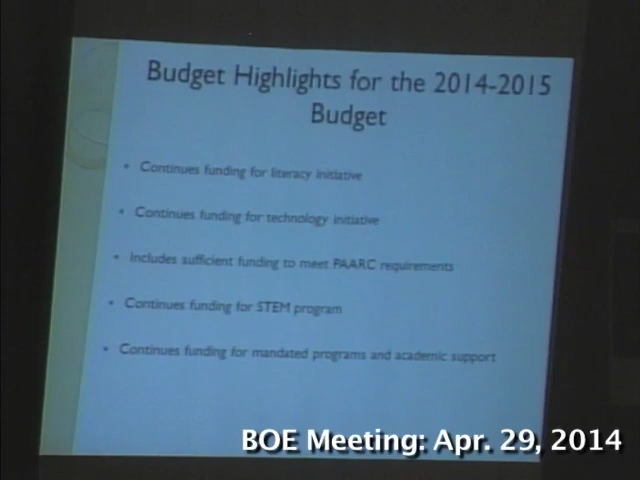 Budget Highlights for the 2014-2015
Budget
• Continues funding for literacy initiative
• Continues funding for technology initiative
• Includes sufficient funding to meet PAARC requirements
• Continues funding for STEM program
• Continues funding for mandated programs and academic support
BOE Meeting: Apr. 29, 2014